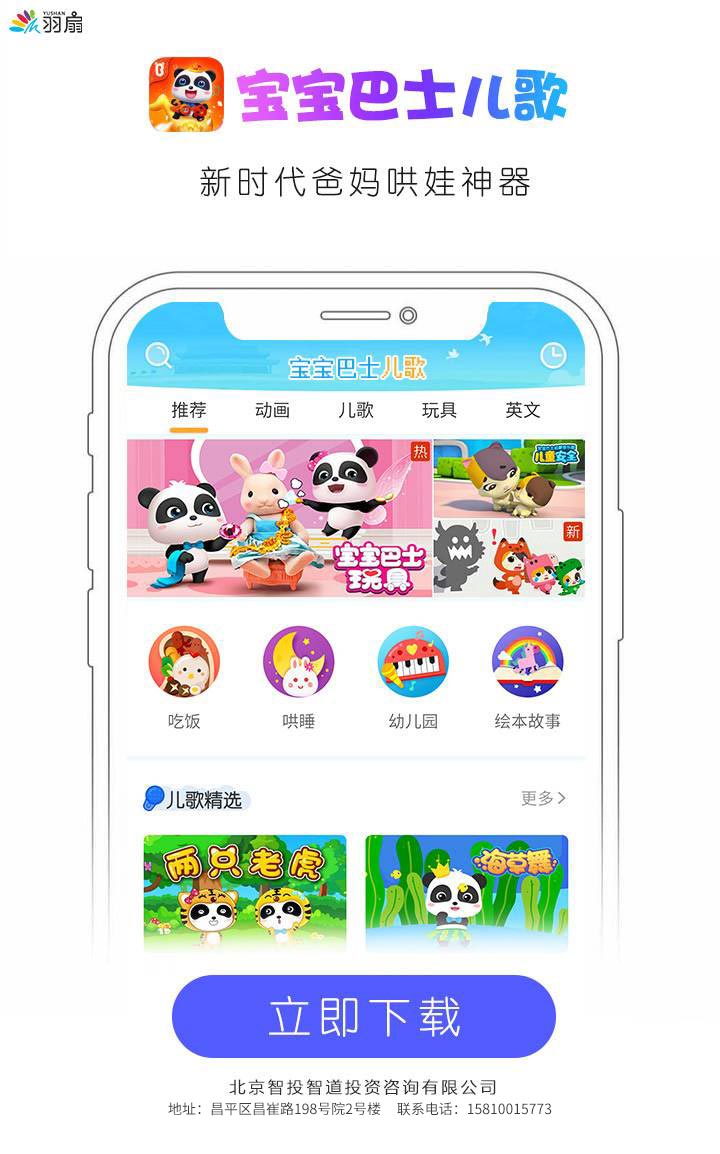 YUSHAN
羽扇
宝宝巴士儿歌
新时代爸妈哄娃神器
宝宝巴士儿歌
推荐 动画 儿歌 玩具 英文
热
宝宝巴士
玩具
儿童安全
新
吃饭 哄睡 幼儿园 绘本故事
儿歌精选 更多
两只老虎 海草舞
立即下载
北京智投智道投资咨询有限公司
地址：昌平区昌崔路198号院2号楼 联系电话：15810015773